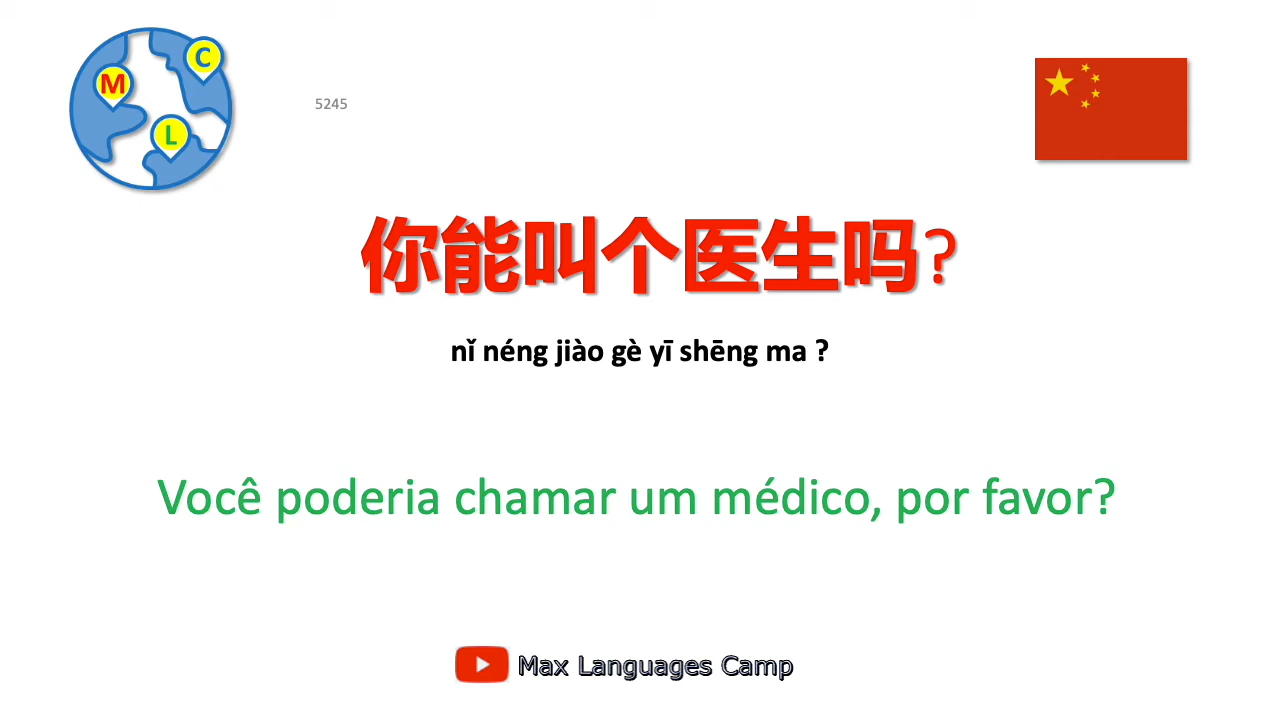 M C L
5245
你能叫个医生吗?
nǐ néng jiào gè yī shēng ma ?
Você poderia chamar um médico, por favor?
Max Languages Camp